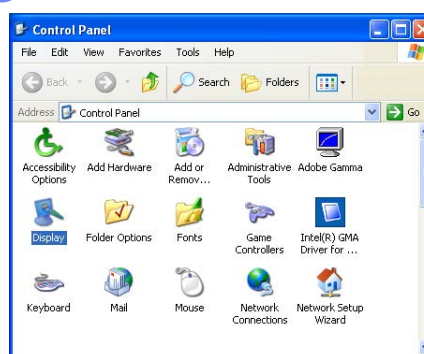 Control Panel
File Edit View Favorites Tools Help
Back Search Folders
Address Control Panel Go
Accessibility Options Add Hardware Add or Remov... Administrative Tools Adobe Gamma
Display Folder Options Fonts Game Controllers Intel(R) GMA Driver for ...
Keyboard Mail Mouse Network Connections Network Setup Wizard